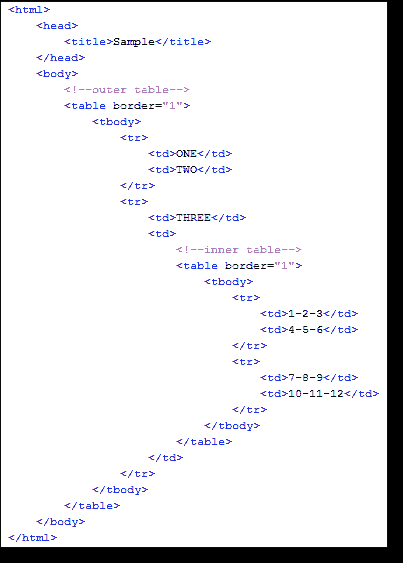 <html>
<head>
<title>Sample</title>
</head>
<body>
<!--outer table-->
<table border="1">
<tbody>
<tr>
<td>ONE</td>
<td>TWO</td>
</tr>
<tr>
<td>THREE</td>
<td>
<!--inner table-->
<table border="1">
<tbody>
<tr>
<td>1-2-3</td>
<td>4-5-6</td>
</tr>
<tr>
<td>7-8-9</td>
<td>10-11-12</td>
</tr>
</tbody>
</table>
</td>
</tr>
</tbody>
</table>
</body>
</html>